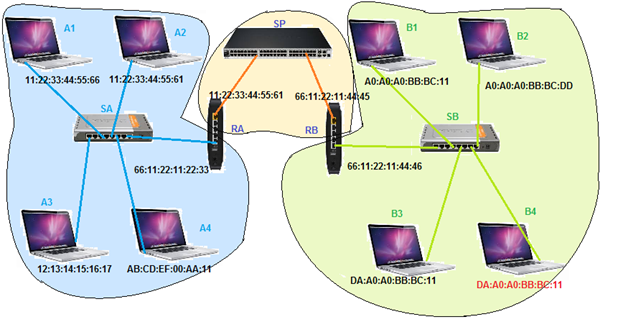 A1
A2
SP
B1
B2
11:22:33:44:55:66
11:22:33:44:55:61
11:22:33:44:55:61
66:11:22:11:44:45
A0:A0:A0:BB:BC:11
A0:A0:A0:BB:BC:DD
SA
RA
RB
SB
66:11:22:11:22:33
66:11:22:11:44:46
A3
A4
B3
B4
12:13:14:15:16:17
AB:CD:EF:00:AA:11
DA:A0:A0:BB:BC:11
DA:A0:A0:BB:BC:11